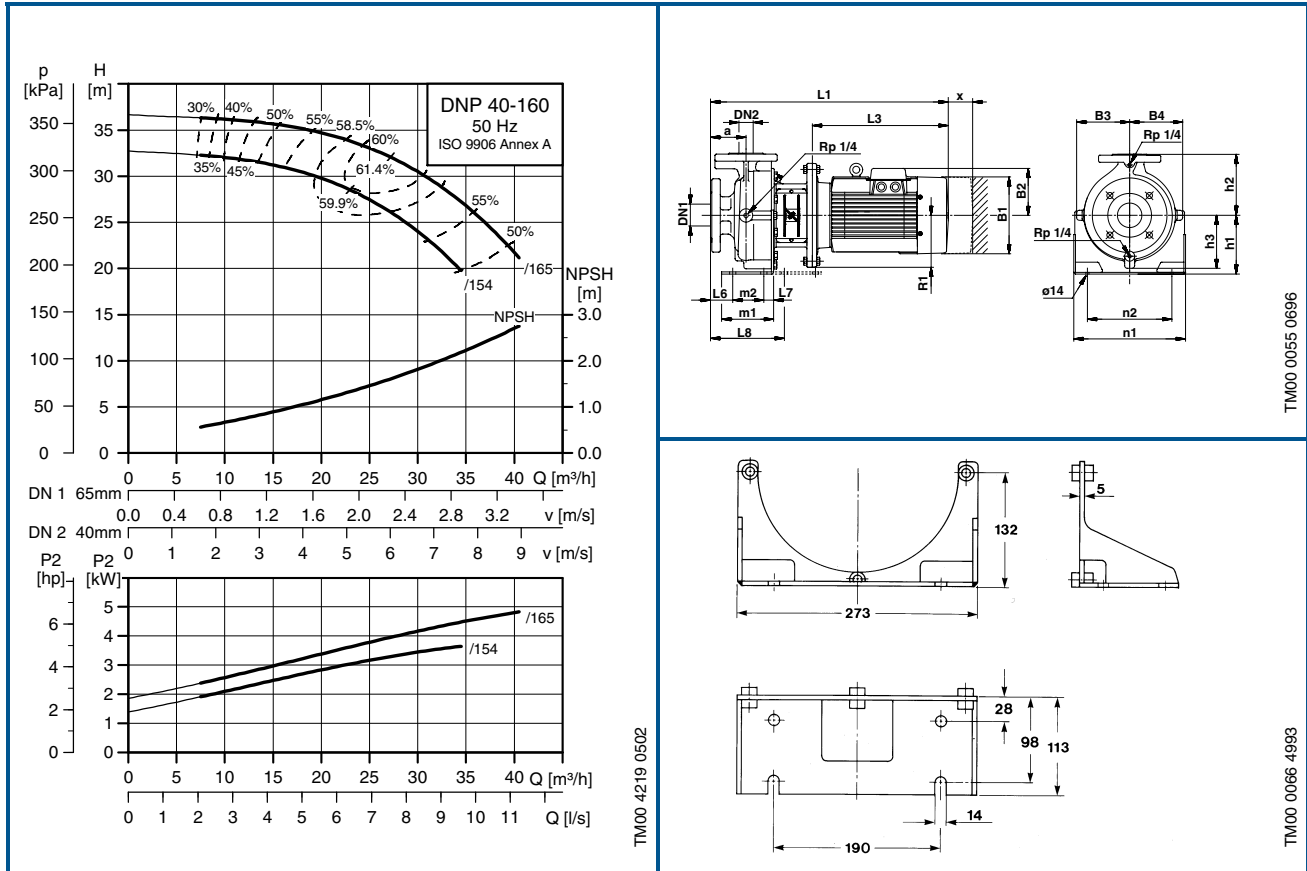 p
[kPa]
H
[m]
DNP 40-160
50 Hz
ISO 9906 Annex A
350
300
250
200
150
100
50
0
35
30
25
20
15
10
5
0
30% 40% 50% 55% 58.5% 60%
61.4%
35% 45% 59.9%
55%
50%
/165
/154
NPSH
[m]
NPSH
3.0
2.0
1.0
0.0
0 5 10 15 20 25 30 35 40 Q [m³/h]
DN 1 65mm
0.0 0.4 0.8 1.2 1.6 2.0 2.4 2.8 3.2 v [m/s]
DN 2 40mm
0 1 2 3 4 5 6 7 8 9 v [m/s]
P2
[hp]
P2
[kW]
6
4
2
0
5
4
3
2
1
0
/165
/154
0 5 10 15 20 25 30 35 40 Q [m³/h]
0 1 2 3 4 5 6 7 8 9 10 11 Q [l/s]
TM00 4219 0502
L1
x
DN2
L3
a
Rp 1/4
DN1
B2
B1
R1
L6 m2 L7
m1
L8
B3 B4
Rp 1/4
h2
Rp 1/4
h3
h1
ø14
n2
n1
TM00 0055 0696
132
273
5
28
98
113
14
190
TM00 0066 4993